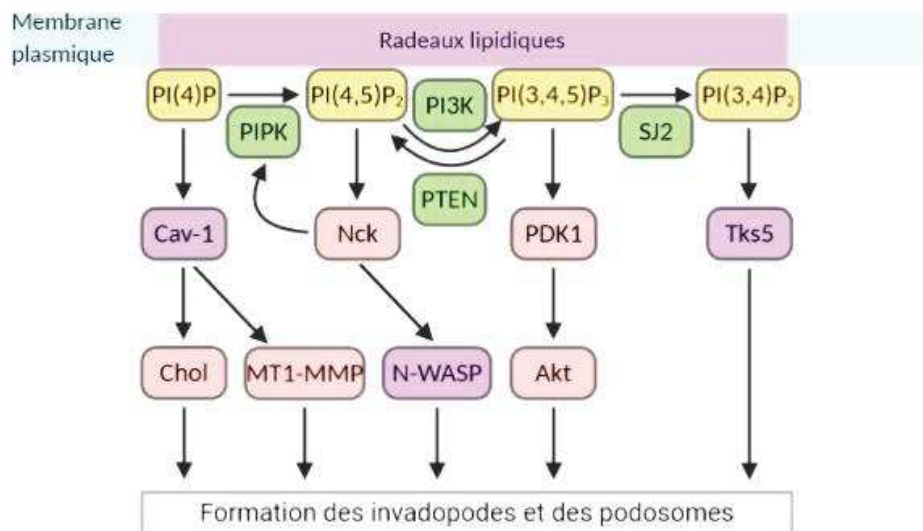 Membrane
plasmique
Radeaux lipidiques
PI(4)P
PI(4,5)P₂
PI3K
PI(3,4,5)P₃
PI(3,4)P₂
PIPK
SJ2
PTEN
Cav-1
Nck
PDK1
Tks5
Chol
MT1-MMP
N-WASP
Akt
Formation des invadopodes et des podosomes